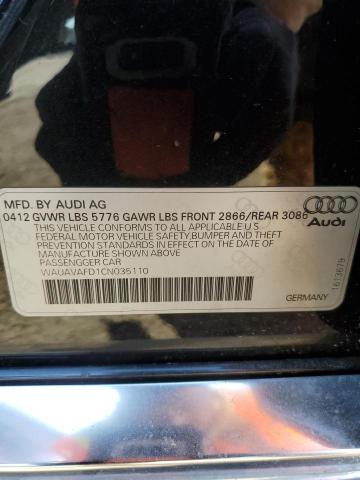 MFD. BY AUDI AG
0412 GVWR LBS 5776 GAWR LBS FRONT 2866/REAR 3086
THIS VEHICLE CONFORMS TO ALL APPLICABLE U.S.
FEDERAL MOTOR VEHICLE SAFETY,BUMPER AND THEFT
PREVENTION STANDARDS IN EFFECT ON THE DATE OF
MANUFACTURE SHOWN ABOVE
PASSENGGER CAR
WAUAVAFD1CN035110
Audi
GERMANY
1613679